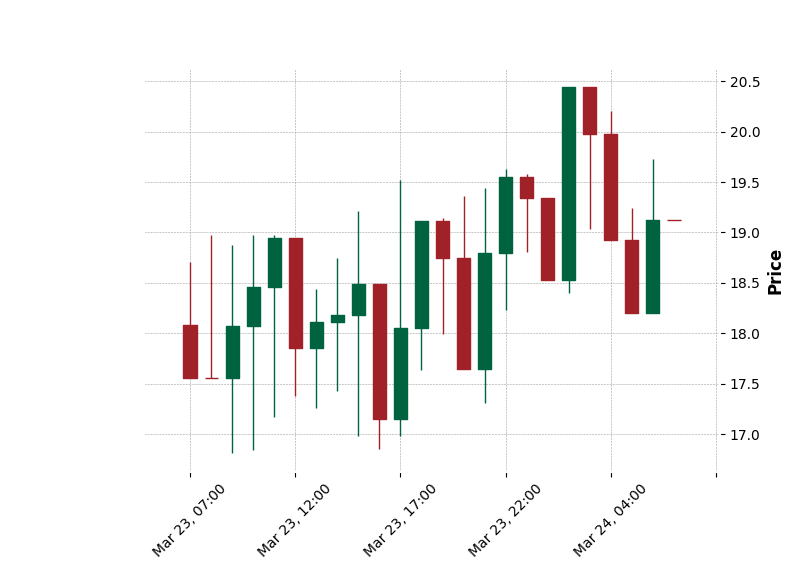 20.5
20.0
19.5
19.0
18.5
18.0
17.5
17.0
Price
Mar 23, 07:00
Mar 23, 12:00
Mar 23, 17:00
Mar 23, 22:00
Mar 24, 04:00